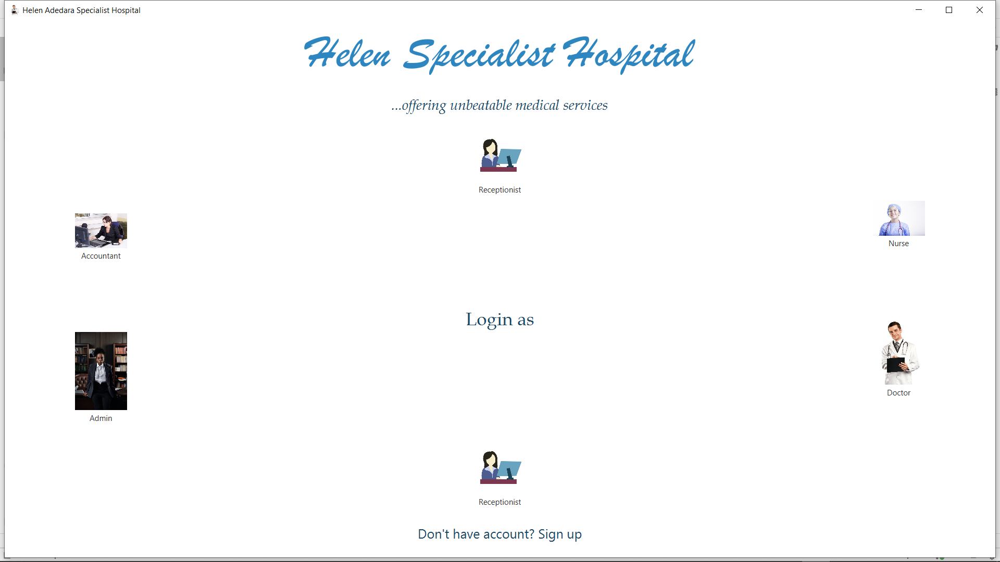 Helen Adedara Specialist Hospital
Helen Specialist Hospital
...offering unbeatable medical services
Receptionist
Accountant
Nurse
Login as
Admin
Doctor
Receptionist
Don't have account? Sign up